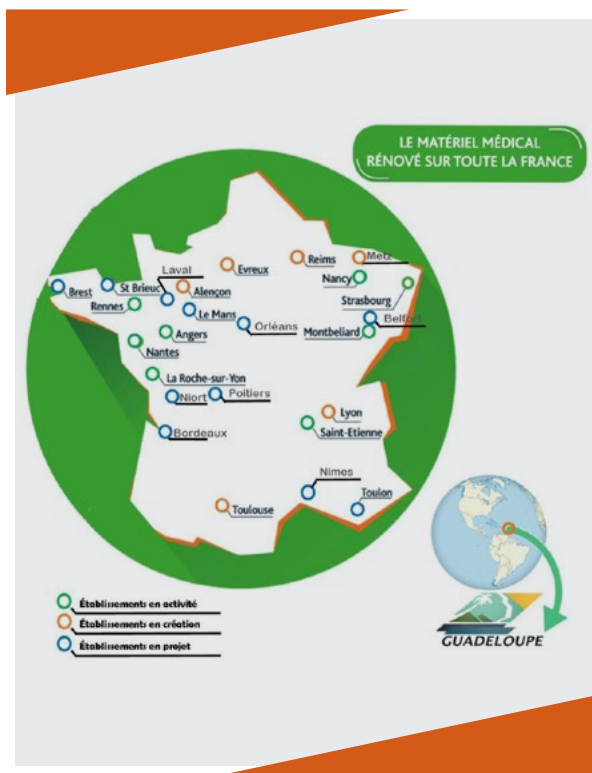 LE MATÉRIEL MÉDICAL
RÉNOVÉ SUR TOUTE LA FRANCE
Laval
Evreux
Reims
Metz
Brest
St Brieuc
Alençon
Nancy
Rennes
Strasbourg
Le Mans
Orléans
Belfort
Angers
Montbeliard
Nantes
La Roche-sur-Yon
Niort
Poitiers
Lyon
Bordeaux
Saint-Etienne
Nimes
Toulon
Toulouse
Établissements en activité
Établissements en création
Établissements en projet
GUADELOUPE